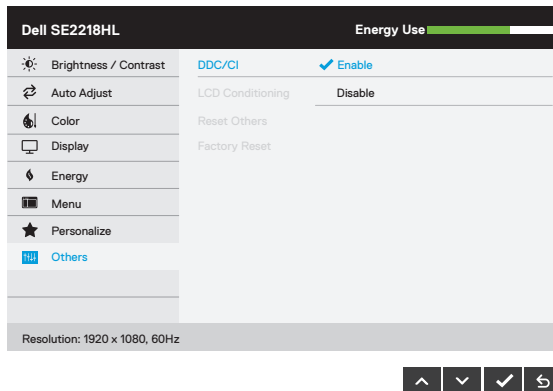 Dell SE2218HL
Energy Use
Brightness / Contrast
DDC/CI
Enable
Auto Adjust
LCD Conditioning
Disable
Color
Reset Others
Display
Factory Reset
Energy
Menu
Personalize
Others
Resolution: 1920 x 1080, 60Hz